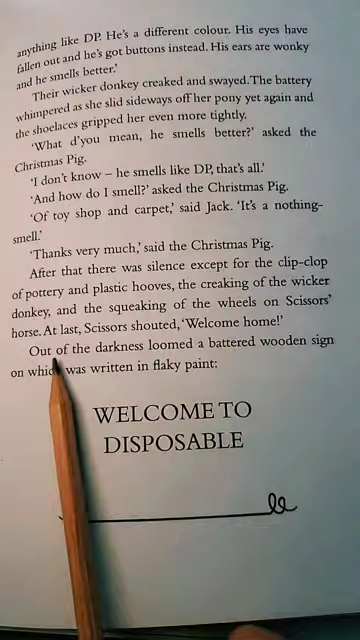 anything like DP. He's a different colour. His eyes have
fallen out and he's got buttons instead. His ears are wonky
and he smells better.'
Their wicker donkey creaked and swayed. The battery
whimpered as she slid sideways off her pony yet again and
the shoelaces gripped her even more tightly.
'What d'you mean, he smells better?' asked the
Christmas Pig.
'I don't know – he smells like DP, that's all.'
'And how do I smell?' asked the Christmas Pig.
'Of toy shop and carpet,' said Jack. 'It's a nothing-
smell.'
'Thanks very much,' said the Christmas Pig.
After that there was silence except for the clip-clop
of pottery and plastic hooves, the creaking of the wicker
donkey, and the squeaking of the wheels on Scissors'
horse. At last, Scissors shouted, 'Welcome home!'
Out of the darkness loomed a battered wooden sign
on which was written in flaky paint:
WELCOME TO
DISPOSABLE